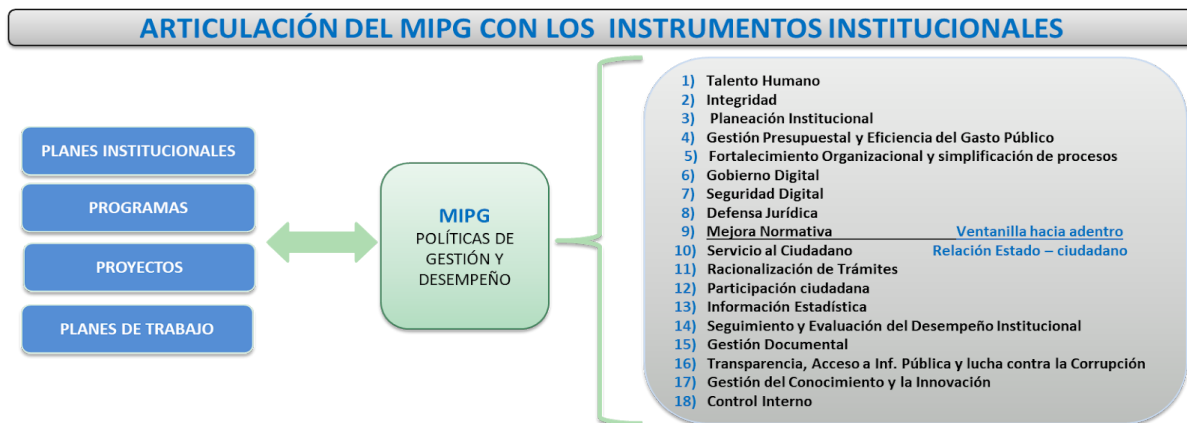 ARTICULACIÓN DEL MIPG CON LOS INSTRUMENTOS INSTITUCIONALES
PLANES INSTITUCIONALES
PROGRAMAS
PROYECTOS
PLANES DE TRABAJO
MIPG
POLÍTICAS DE
GESTIÓN Y
DESEMPEÑO
1) Talento Humano
2) Integridad
3) Planeación Institucional
4) Gestión Presupuestal y Eficiencia del Gasto Público
5) Fortalecimiento Organizacional y simplificación de procesos
6) Gobierno Digital
7) Seguridad Digital
8) Defensa Jurídica
9) Mejora Normativa Ventanilla hacia adentro
10) Servicio al Ciudadano Relación Estado – ciudadano
11) Racionalización de Trámites
12) Participación ciudadana
13) Información Estadística
14) Seguimiento y Evaluación del Desempeño Institucional
15) Gestión Documental
16) Transparencia, Acceso a Inf. Pública y lucha contra la Corrupción
17) Gestión del Conocimiento y la Innovación
18) Control Interno